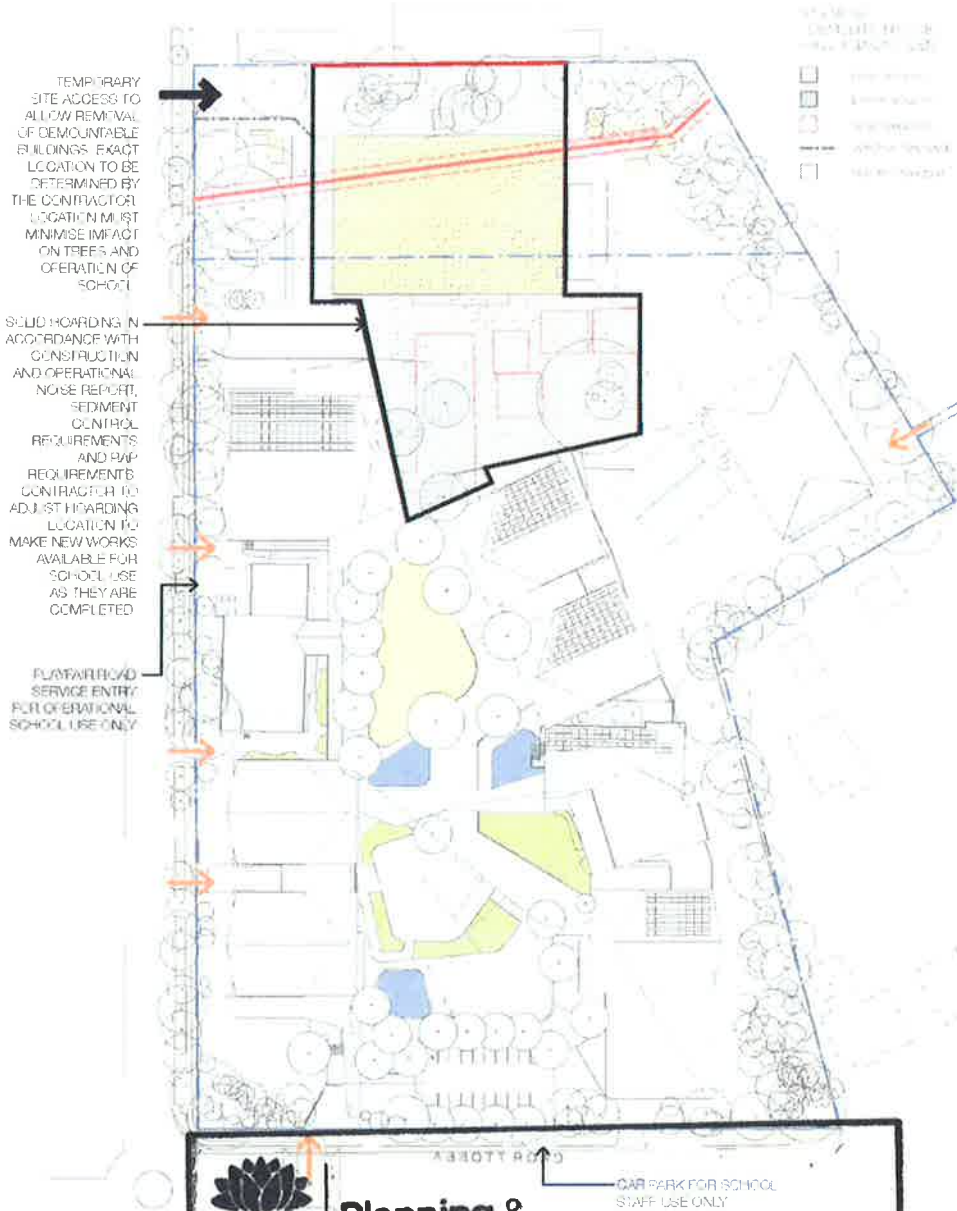 TEMPORARY
SITE ACCESS TO
ALLOW REMOVAL
OF DEMOUNTABLE
BUILDINGS. EXACT
LOCATION TO BE
DETERMINED BY
THE CONTRACTOR.
LOCATION MUST
MINIMISE IMPACT
ON TREES AND
OPERATION OF
SCHOOL
SOLID HOARDING IN
ACCORDANCE WITH
CONSTRUCTION
AND OPERATIONAL
NOISE REPORT,
SEDIMENT
CONTROL
REQUIREMENTS
AND RAP
REQUIREMENTS.
CONTRACTOR TO
ADJUST HOARDING
LOCATION TO
MAKE NEW WORKS
AVAILABLE FOR
SCHOOL USE
AS THEY ARE
COMPLETED
PLAYFAIR ROAD
SERVICE ENTRY
FOR OPERATIONAL
SCHOOL USE ONLY
CAR PARK FOR SCHOOL
STAFF USE ONLY
Planning &